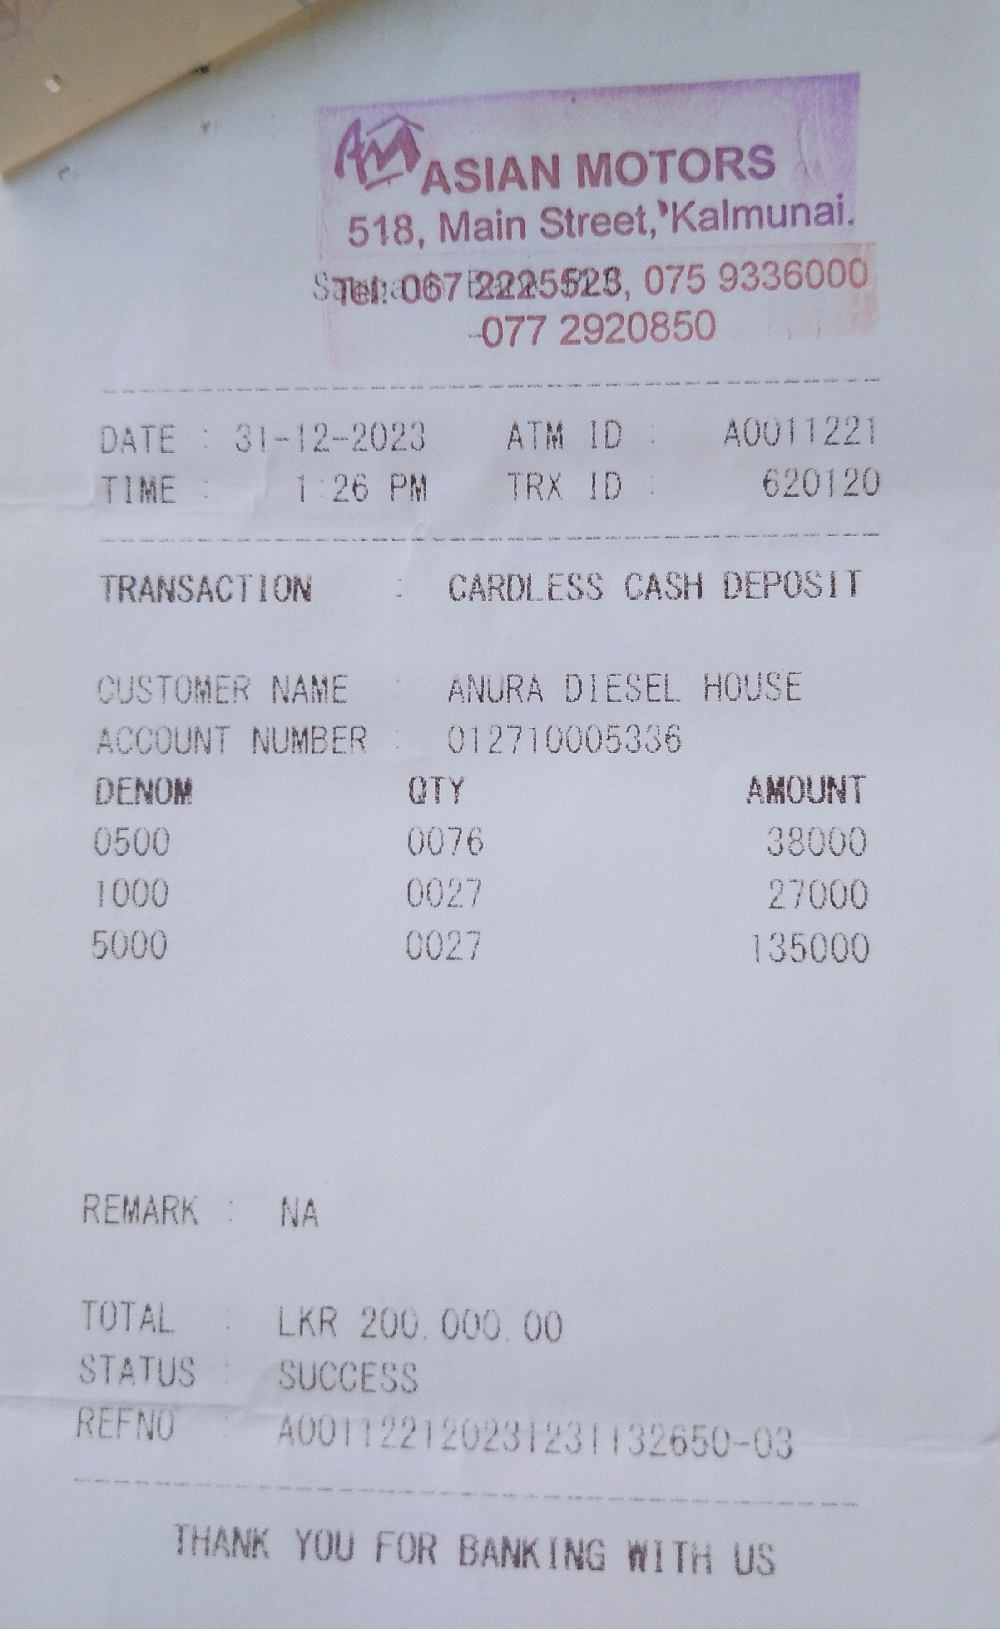 AM ASIAN MOTORS
518, Main Street, Kalmunai.
Tel: 067 2225523, 075 9336000
077 2920850
DATE : 31-12-2023 ATM ID : A0011221
TIME : 1:26 PM TRX ID : 620120
TRANSACTION : CARDLESS CASH DEPOSIT
CUSTOMER NAME : ANURA DIESEL HOUSE
ACCOUNT NUMBER : 012710005336
DENOM QTY AMOUNT
0500 0076 38000
1000 0027 27000
5000 0027 135000
REMARK : NA
TOTAL : LKR 200,000.00
STATUS : SUCCESS
REFNO : A001122120231231132650-03
THANK YOU FOR BANKING WITH US